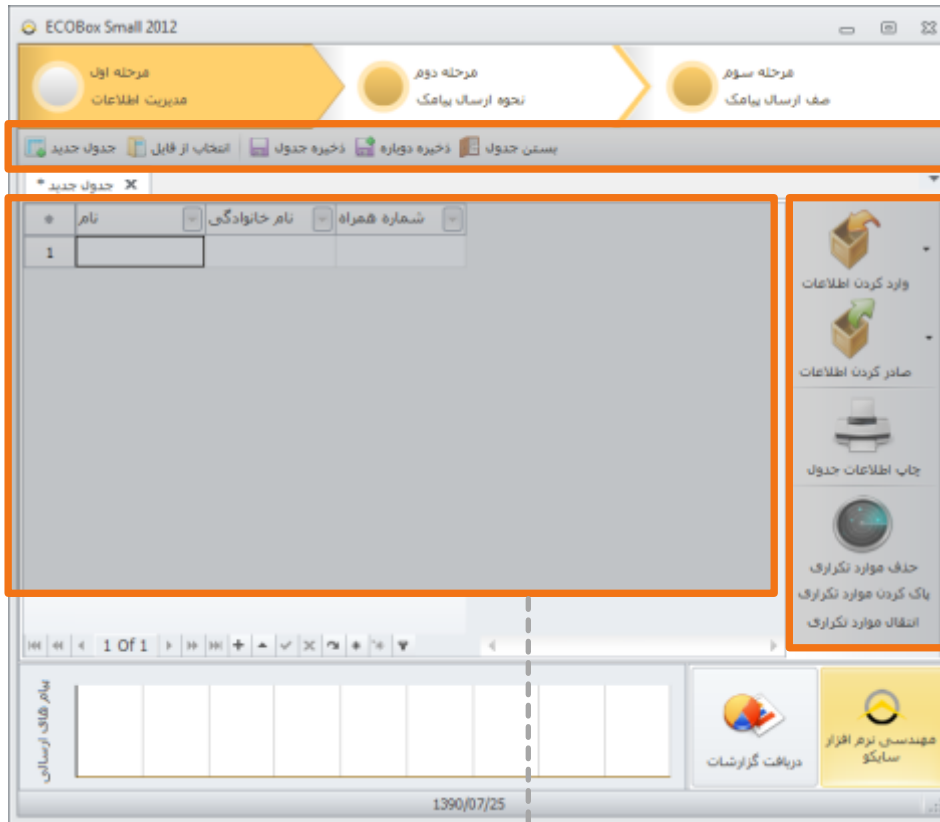 ECOBox Small 2012
مرحله اول
مدیریت اطلاعات
مرحله دوم
نحوه ارسال پیامک
مرحله سوم
صف ارسال پیامک
جدول جدید
انتخاب از فایل
ذخیره جدول
ذخیره دوباره
بستن جدول
جدول جدید *
نام
نام خانوادگی
شماره همراه
1
وارد کردن اطلاعات
صادر کردن اطلاعات
چاپ اطلاعات جدول
حذف موارد تکراری
پاک کردن موارد تکراری
انتقال موارد تکراری
1 Of 1
پیام های ارسالی
دریافت گزارشات
مهندسی نرم افزار
سایکو
1390/07/25